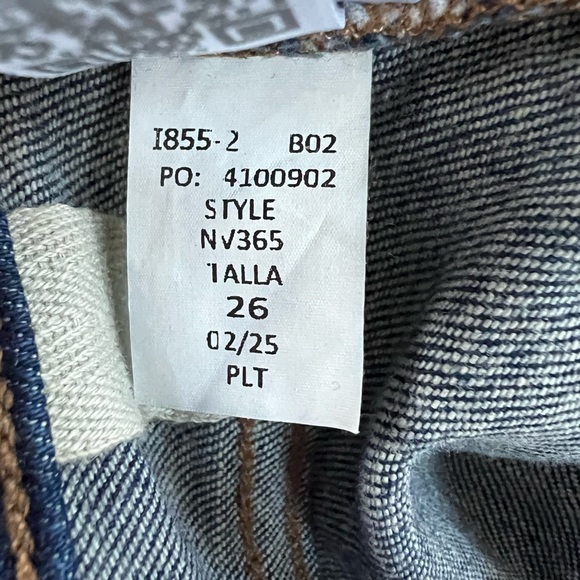 I855-2 B02
PO: 4100902
STYLE
NV365
TALLA
26
02/25
PLT